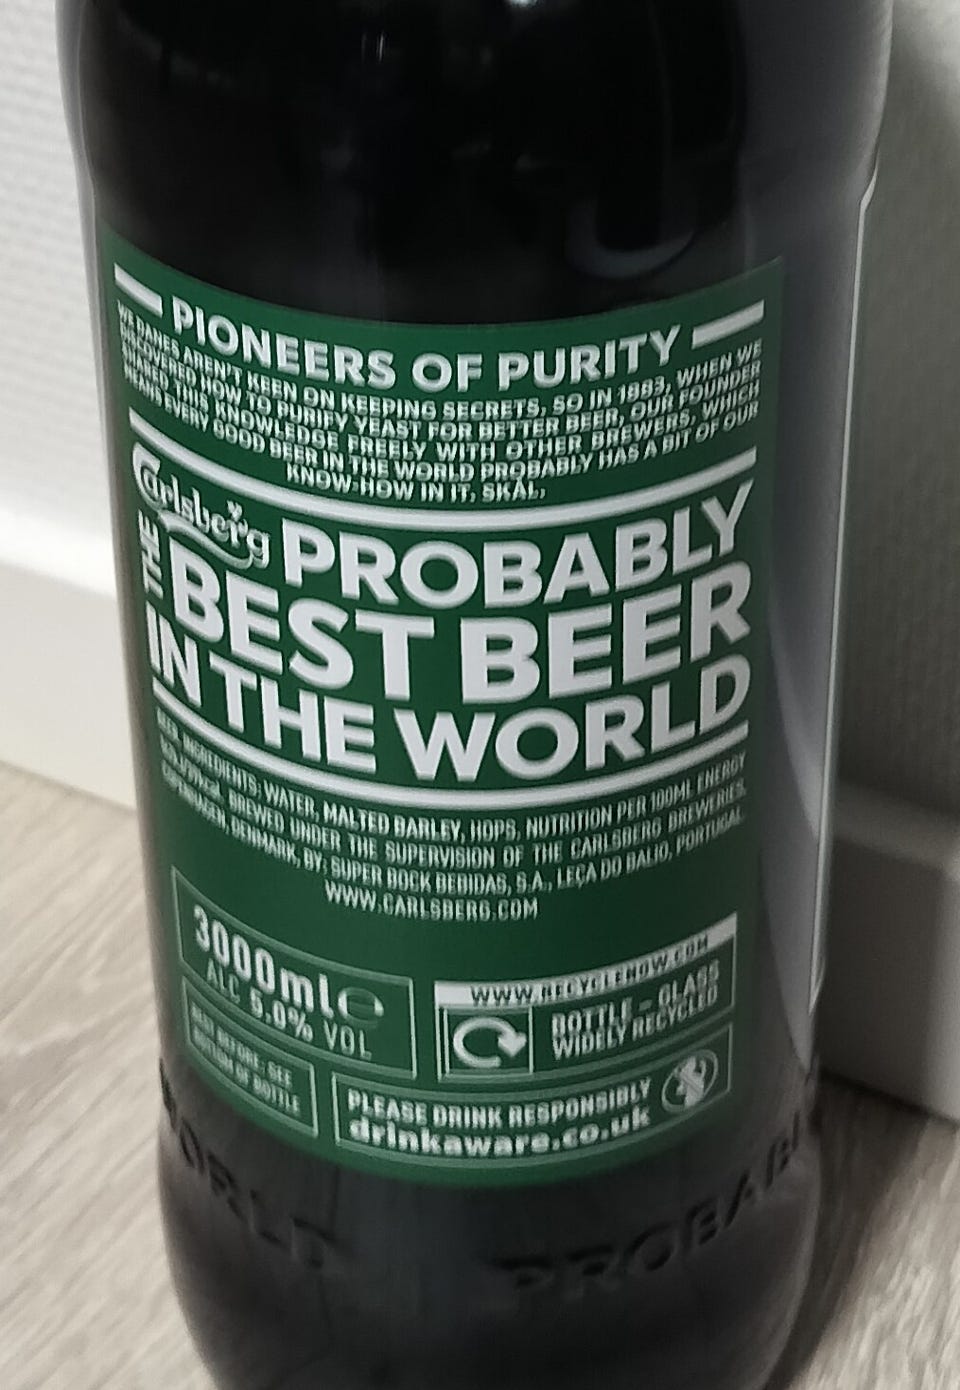 PIONEERS OF PURITY
WE DANES AREN'T KEEN ON KEEPING SECRETS, SO IN 1883, WHEN WE
DISCOVERED HOW TO PURIFY YEAST FOR BETTER BEER, OUR FOUNDER
SHARED THIS KNOWLEDGE FREELY WITH OTHER BREWERS, WHICH
MEANS EVERY GOOD BEER IN THE WORLD PROBABLY HAS A BIT OF OUR
KNOW-HOW IN IT, SKÅL.
Carlsberg PROBABLY
THE BEST BEER
IN THE WORLD
BEER, INGREDIENTS: WATER, MALTED BARLEY, HOPS, NUTRITION PER 100ML ENERGY
BREWED UNDER THE SUPERVISION OF THE CARLSBERG BREWERIES,
COPENHAGEN, DENMARK, BY: SUPER BOCK BEBIDAS, S.A., LEÇA DO BALIO, PORTUGAL
WWW.CARLSBERG.COM
3000ml e
ALC 5,0% VOL
WWW.RECYCLENOW.COM
BOTTLE – GLASS
WIDELY RECYCLED
BEST BEFORE: SEE
BOTTOM OF BOTTLE
PLEASE DRINK RESPONSIBLY
drinkaware.co.uk
WORLD PROBAB